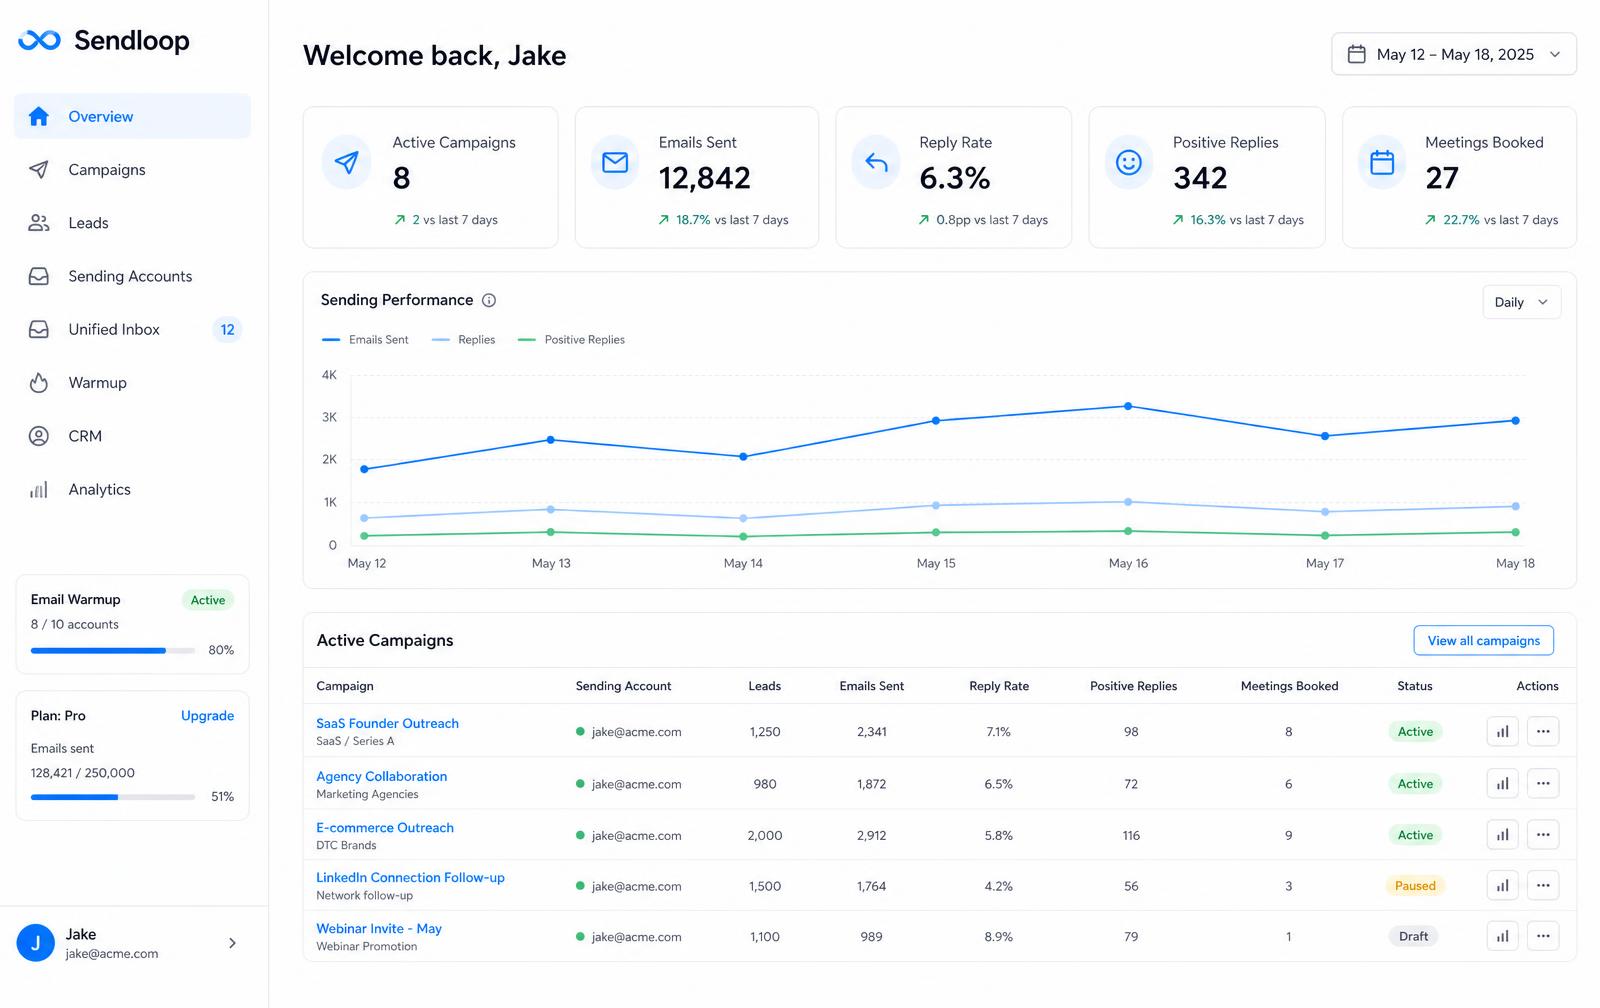 Sendloop
Overview
Campaigns
Leads
Sending Accounts
Unified Inbox 12
Warmup
CRM
Analytics
Email Warmup Active
8 / 10 accounts
80%
Plan: Pro Upgrade
Emails sent
128,421 / 250,000
51%
J
Jake
jake@acme.com
Welcome back, Jake
May 12 – May 18, 2025
Active Campaigns
8
2 vs last 7 days
Emails Sent
12,842
18.7% vs last 7 days
Reply Rate
6.3%
0.8pp vs last 7 days
Positive Replies
342
16.3% vs last 7 days
Meetings Booked
27
22.7% vs last 7 days
Sending Performance
Daily
Emails Sent Replies Positive Replies
4K
3K
2K
1K
0
May 12 May 13 May 14 May 15 May 16 May 17 May 18
Active Campaigns
View all campaigns
Campaign Sending Account Leads Emails Sent Reply Rate Positive Replies Meetings Booked Status Actions
SaaS Founder Outreach
SaaS / Series A
jake@acme.com 1,250 2,341 7.1% 98 8 Active
Agency Collaboration
Marketing Agencies
jake@acme.com 980 1,872 6.5% 72 6 Active
E-commerce Outreach
DTC Brands
jake@acme.com 2,000 2,912 5.8% 116 9 Active
LinkedIn Connection Follow-up
Network follow-up
jake@acme.com 1,500 1,764 4.2% 56 3 Paused
Webinar Invite - May
Webinar Promotion
jake@acme.com 1,100 989 8.9% 79 1 Draft